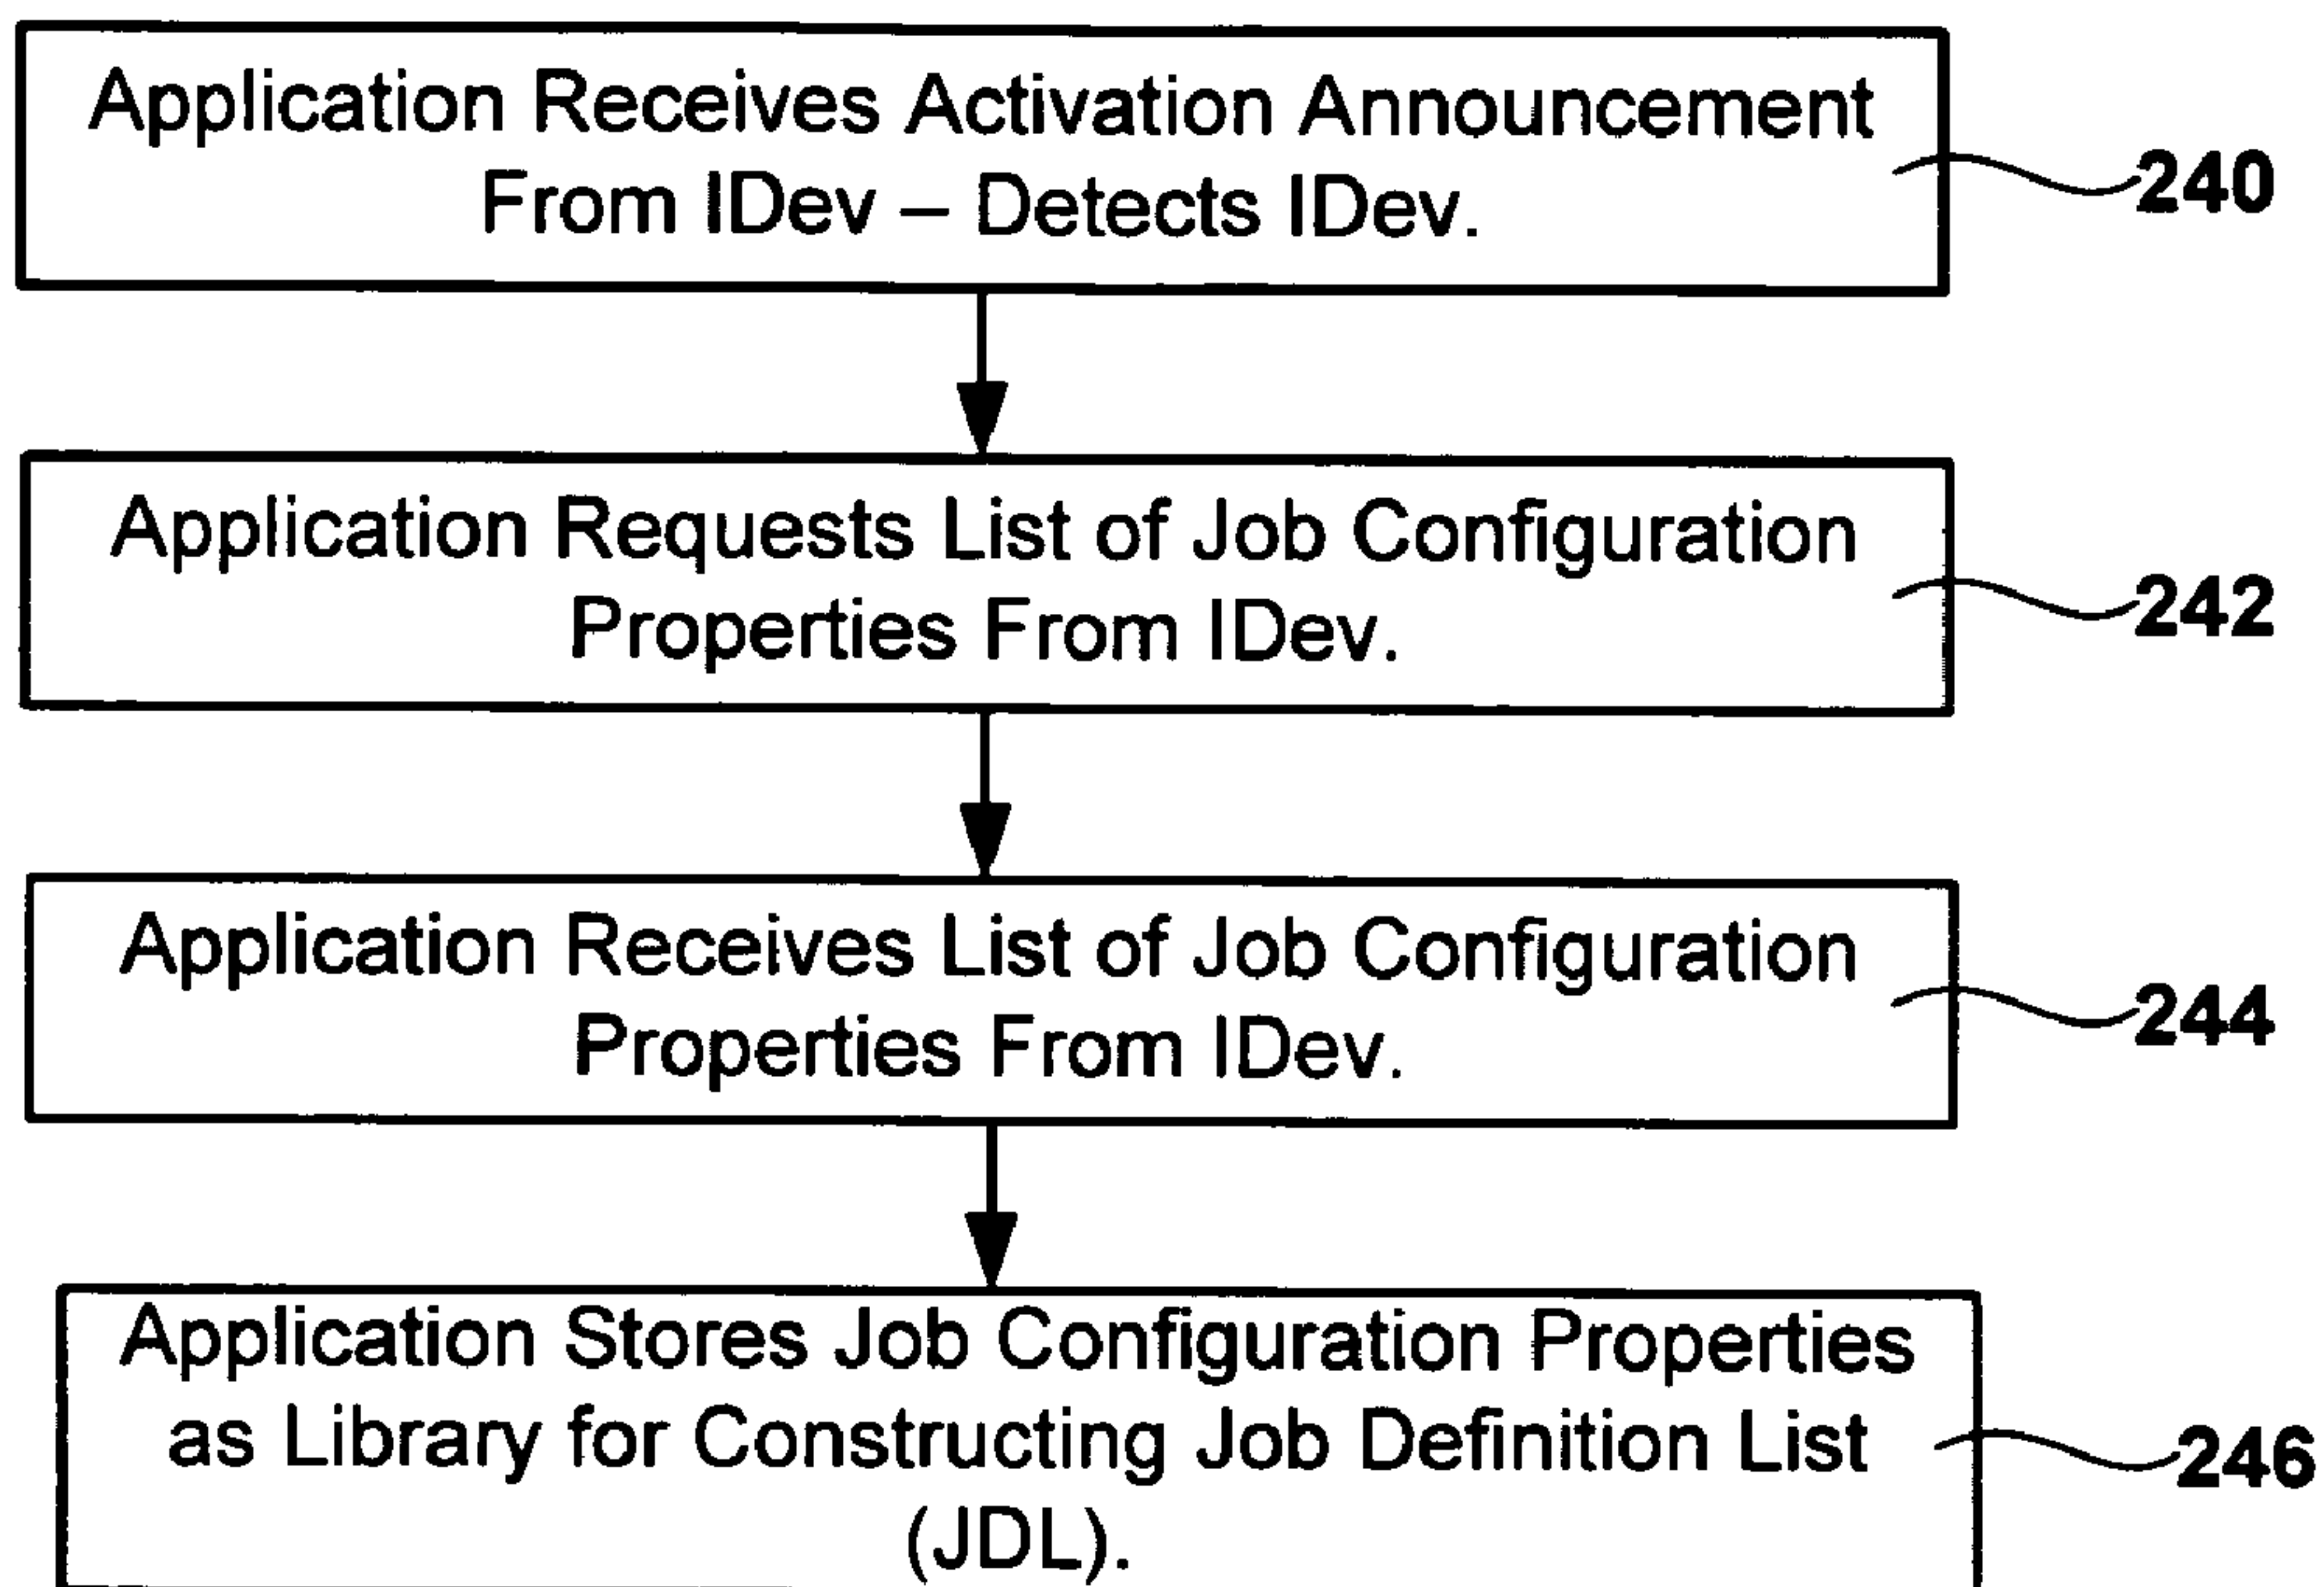 Application Receives Activation Announcement
From IDev – Detects IDev.
240
Application Requests List of Job Configuration
Properties From IDev.
242
Application Receives List of Job Configuration
Properties From IDev.
244
Application Stores Job Configuration Properties
as Library for Constructing Job Definition List
(JDL).
246